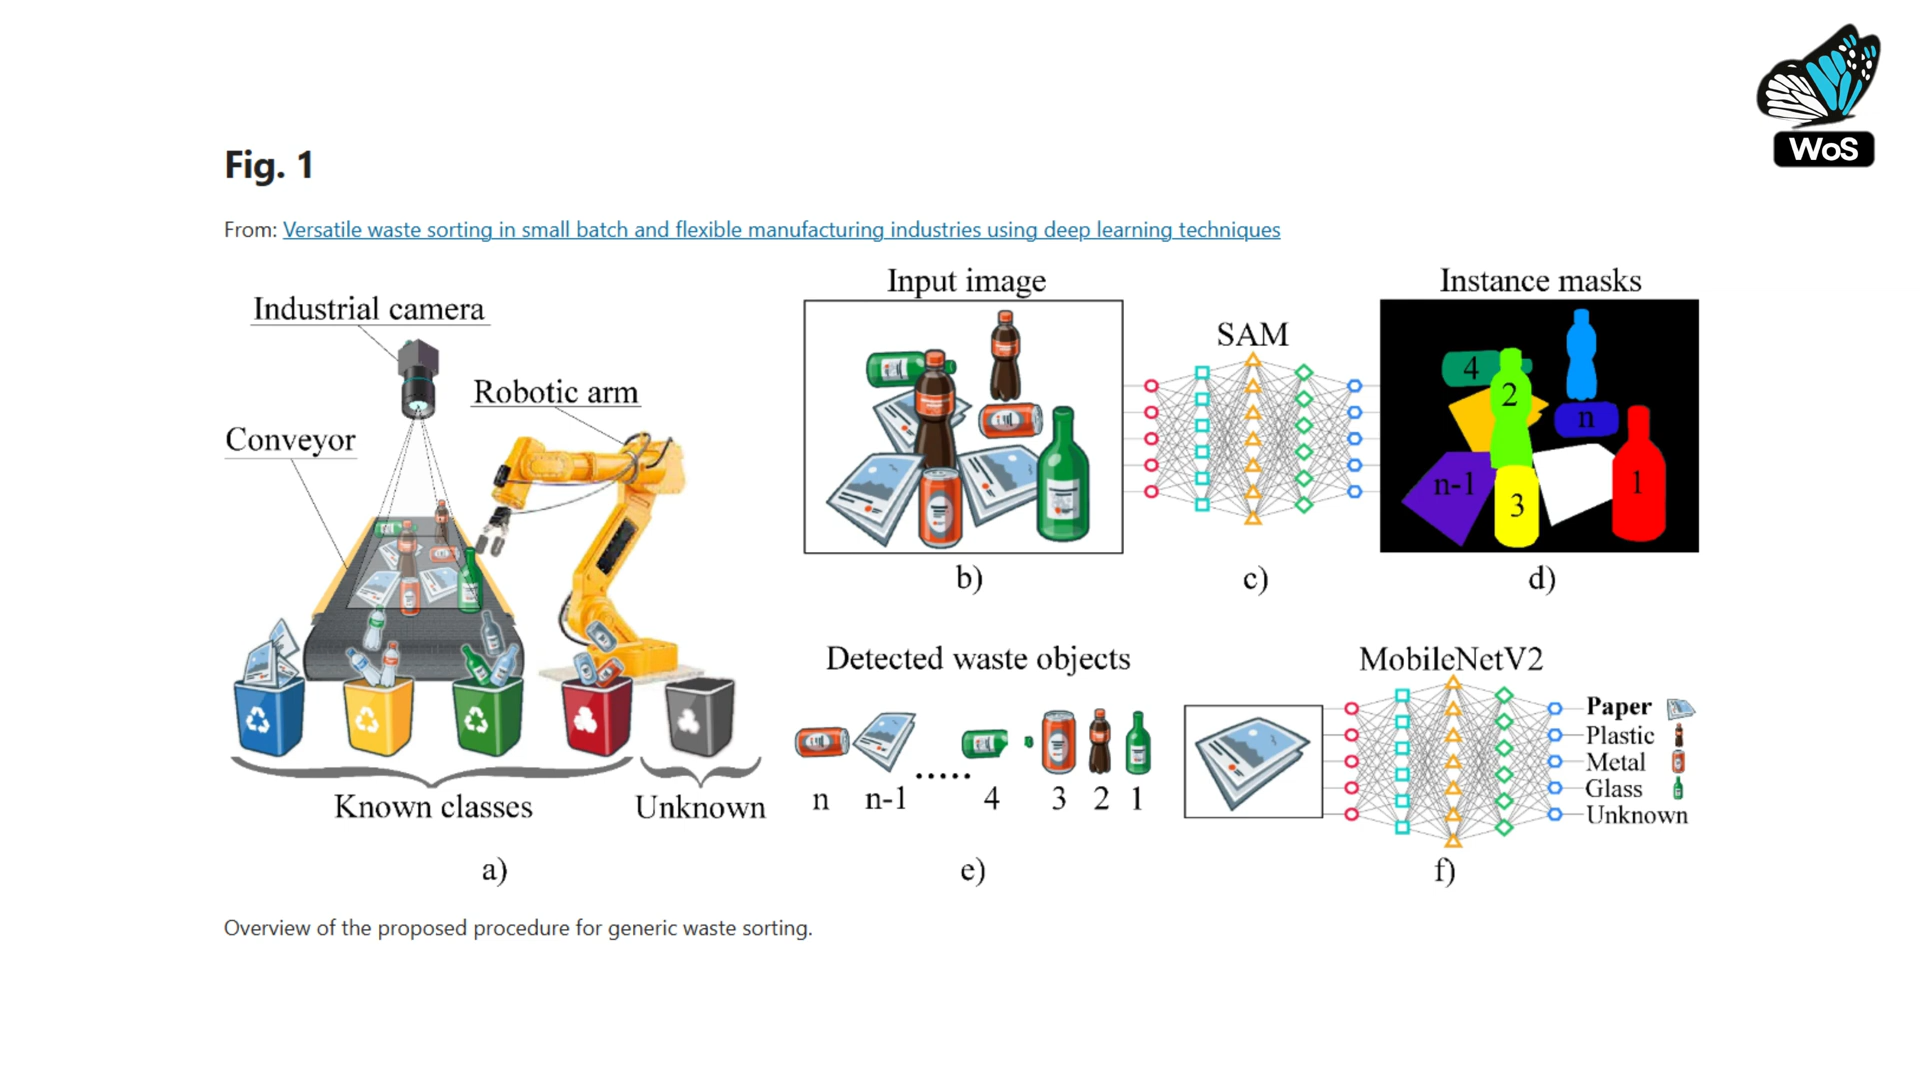 WoS
Fig. 1
From: Versatile waste sorting in small batch and flexible manufacturing industries using deep learning techniques
Industrial camera
Robotic arm
Conveyor
Known classes
Unknown
a)
Input image
b)
SAM
c)
Instance masks
4
2
n
n-1
3
1
d)
Detected waste objects
.....
n n-1 4 3 2 1
e)
MobileNetV2
Paper
Plastic
Metal
Glass
Unknown
f)
Overview of the proposed procedure for generic waste sorting.